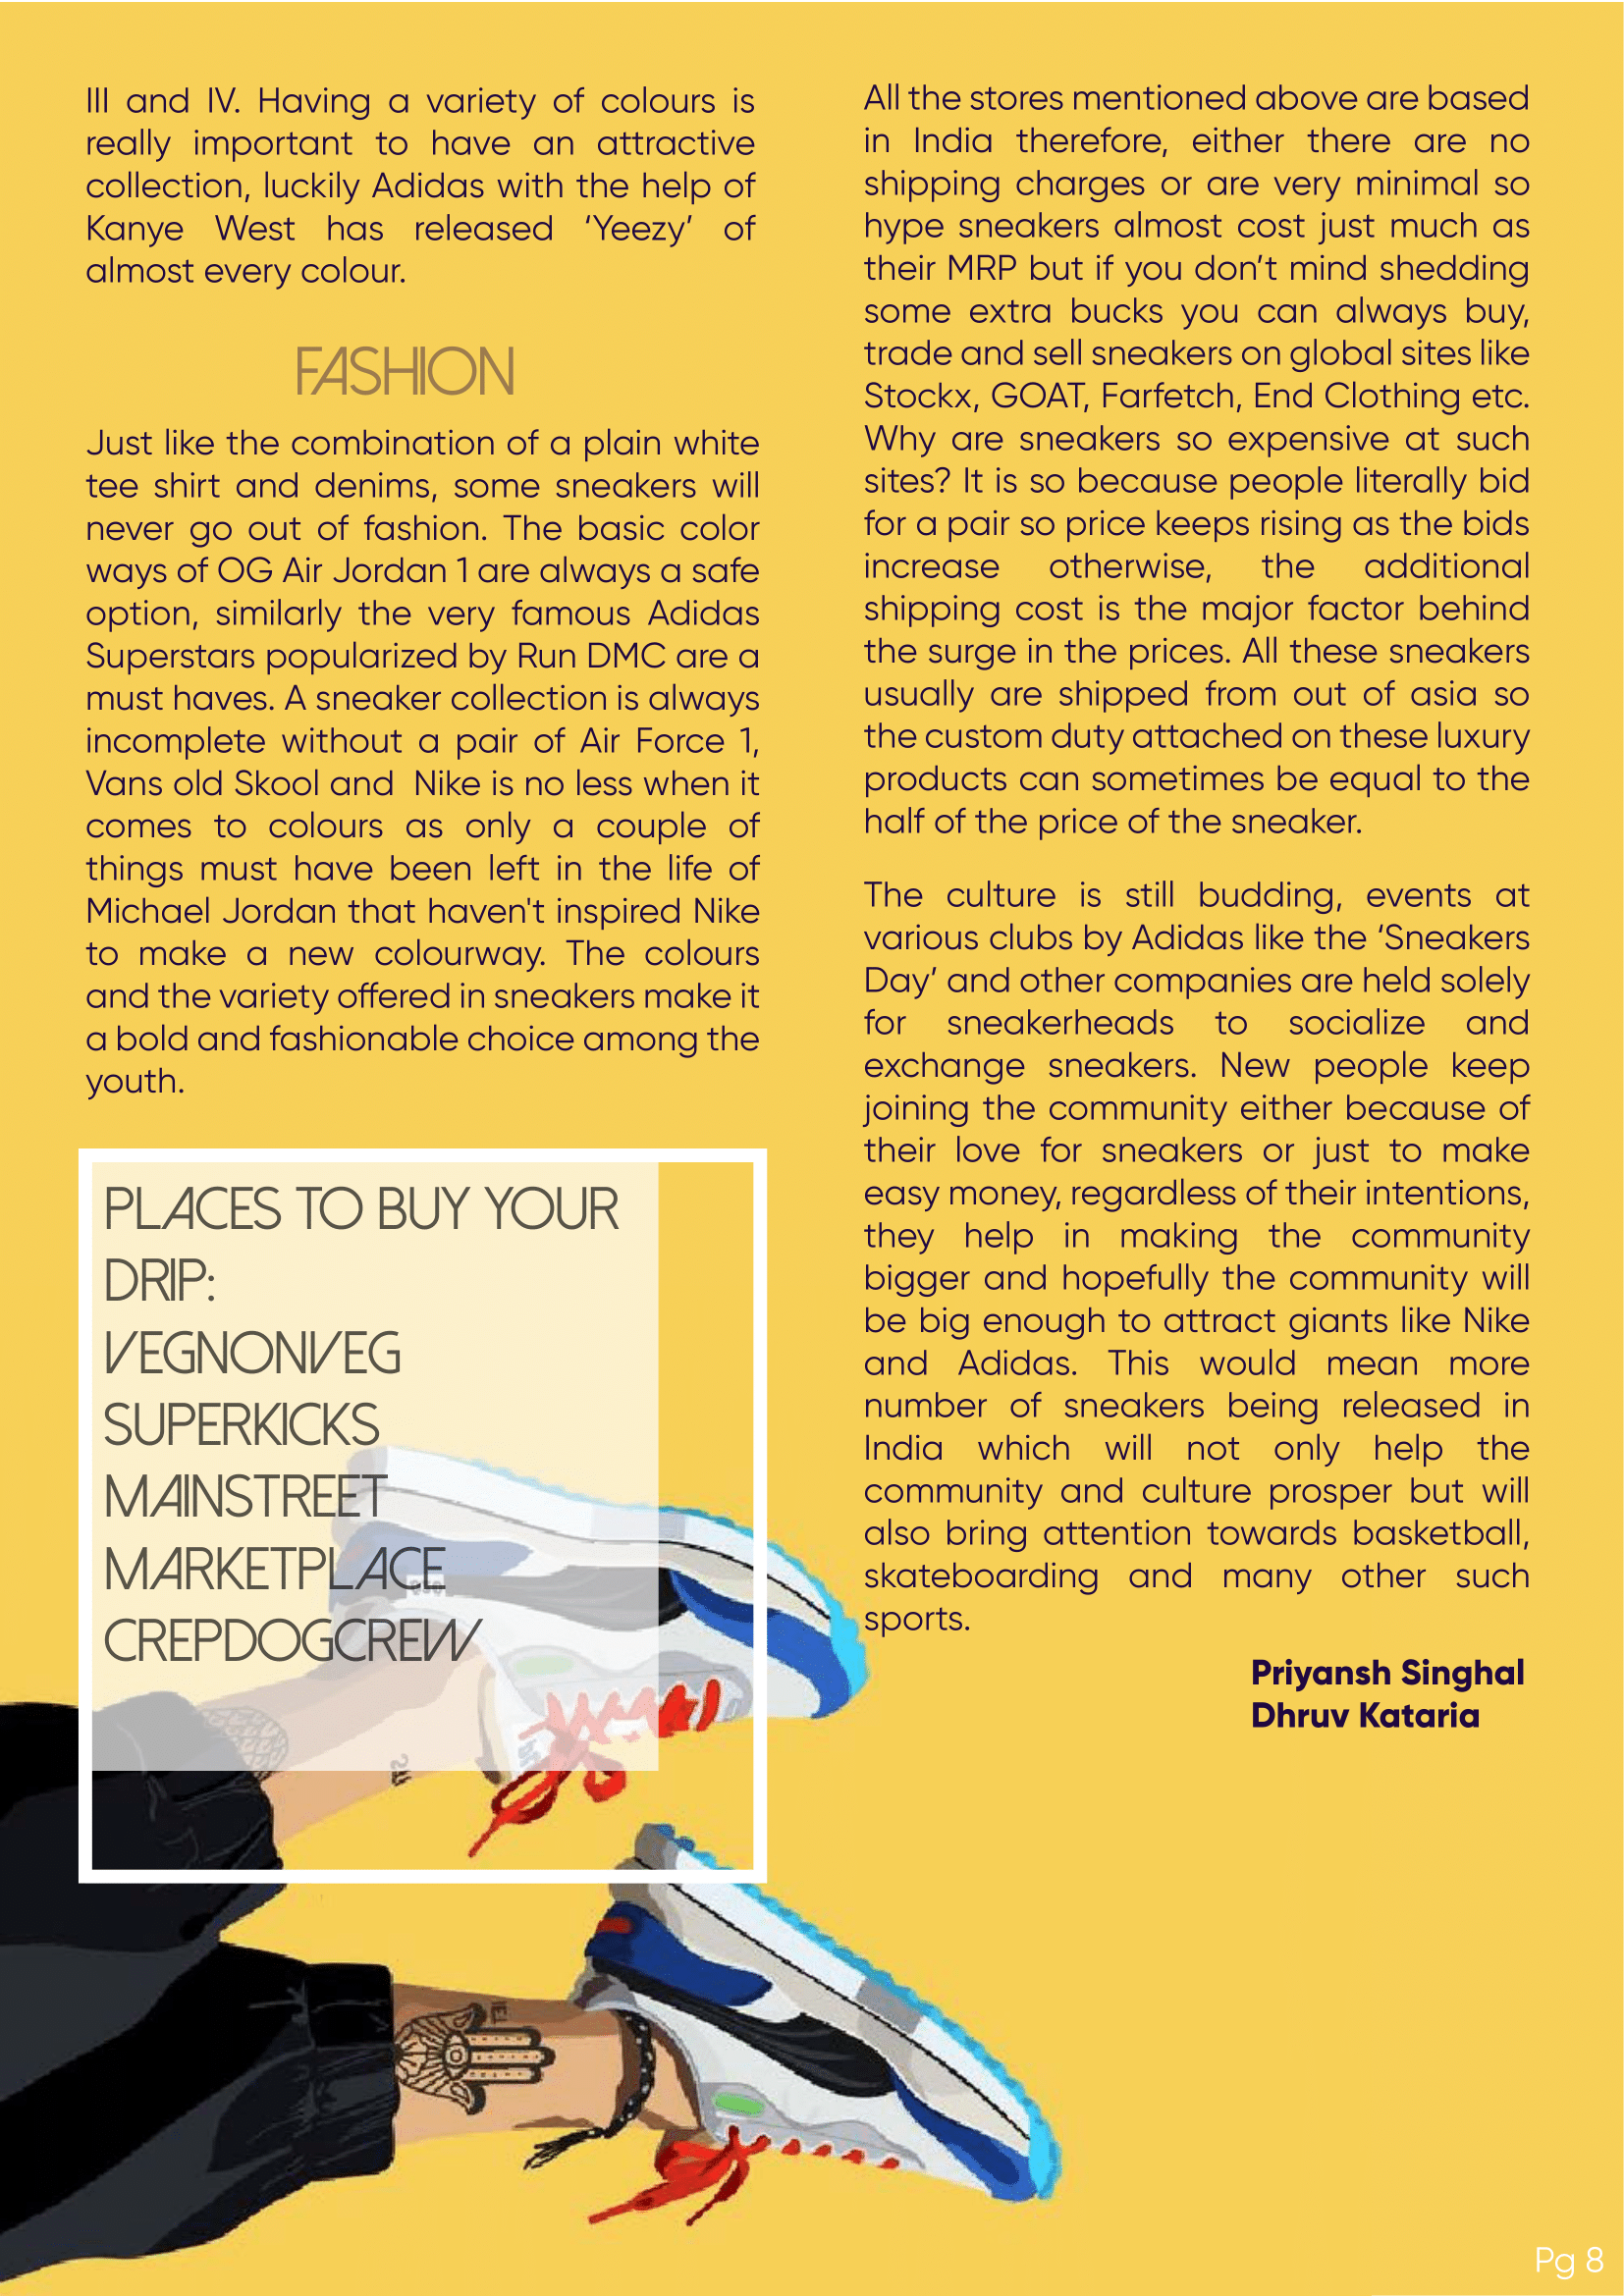 III and IV. Having a variety of colours is
really important to have an attractive
collection, luckily Adidas with the help of
Kanye West has released ‘Yeezy’ of
almost every colour.
FASHION
Just like the combination of a plain white
tee shirt and denims, some sneakers will
never go out of fashion. The basic color
ways of OG Air Jordan 1 are always a safe
option, similarly the very famous Adidas
Superstars popularized by Run DMC are a
must haves. A sneaker collection is always
incomplete without a pair of Air Force 1,
Vans old Skool and Nike is no less when it
comes to colours as only a couple of
things must have been left in the life of
Michael Jordan that haven't inspired Nike
to make a new colourway. The colours
and the variety offered in sneakers make it
a bold and fashionable choice among the
youth.
PLACES TO BUY YOUR
DRIP:
VEGNONVEG
SUPERKICKS
MAINSTREET
MARKETPLACE
CREPDOGCREW
All the stores mentioned above are based
in India therefore, either there are no
shipping charges or are very minimal so
hype sneakers almost cost just much as
their MRP but if you don’t mind shedding
some extra bucks you can always buy,
trade and sell sneakers on global sites like
Stockx, GOAT, Farfetch, End Clothing etc.
Why are sneakers so expensive at such
sites? It is so because people literally bid
for a pair so price keeps rising as the bids
increase otherwise, the additional
shipping cost is the major factor behind
the surge in the prices. All these sneakers
usually are shipped from out of asia so
the custom duty attached on these luxury
products can sometimes be equal to the
half of the price of the sneaker.
The culture is still budding, events at
various clubs by Adidas like the ‘Sneakers
Day’ and other companies are held solely
for sneakerheads to socialize and
exchange sneakers. New people keep
joining the community either because of
their love for sneakers or just to make
easy money, regardless of their intentions,
they help in making the community
bigger and hopefully the community will
be big enough to attract giants like Nike
and Adidas. This would mean more
number of sneakers being released in
India which will not only help the
community and culture prosper but will
also bring attention towards basketball,
skateboarding and many other such
sports.
Priyansh Singhal
Dhruv Kataria
Pg 8